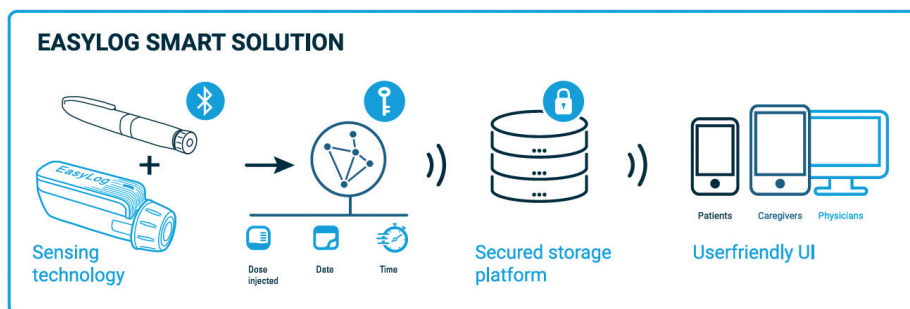 EASYLOG SMART SOLUTION
EasyLog
Sensing
technology
Dose
injected
Date
Time
Secured storage
platform
Patients
Caregivers
Physicians
Userfriendly UI